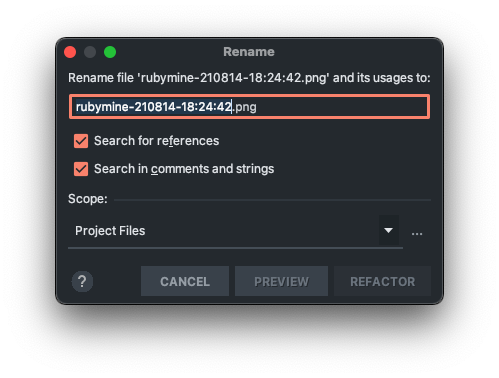 Rename
Rename file 'rubymine-210814-18:24:42.png' and its usages to:
rubymine-210814-18:24:42.png
Search for references
Search in comments and strings
Scope:
Project Files
...
? CANCEL PREVIEW REFACTOR